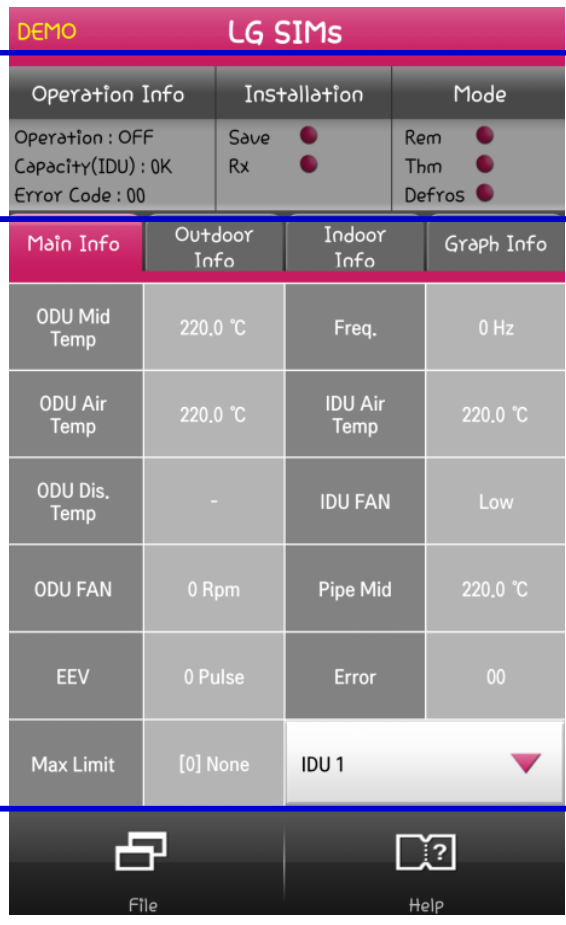 DEMO LG SIMs
Operation Info Installation Mode
Operation : OFF Save Rem
Capacity(IDU) : 0K Rx Thm
Error Code : 00 Defros
Main Info Outdoor Info Indoor Info Graph Info
ODU Mid Temp 220.0 ℃ Freq. 0 Hz
ODU Air Temp 220.0 ℃ IDU Air Temp 220.0 ℃
ODU Dis. Temp - IDU FAN Low
ODU FAN 0 Rpm Pipe Mid 220.0 ℃
EEV 0 Pulse Error 00
Max Limit [0] None IDU 1
File Help